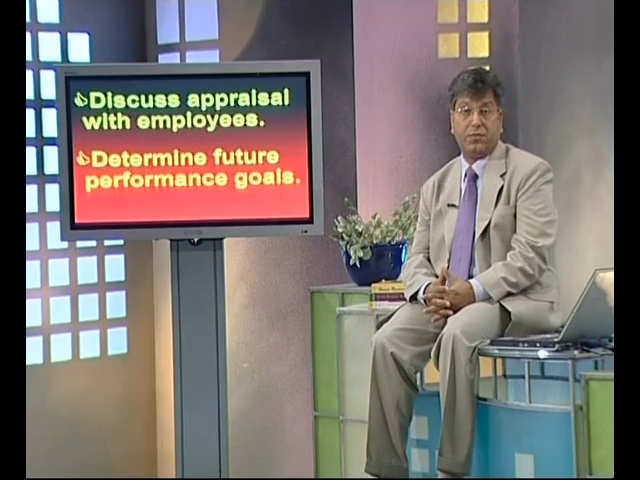 Discuss appraisal
with employees.
Determine future
performance goals.